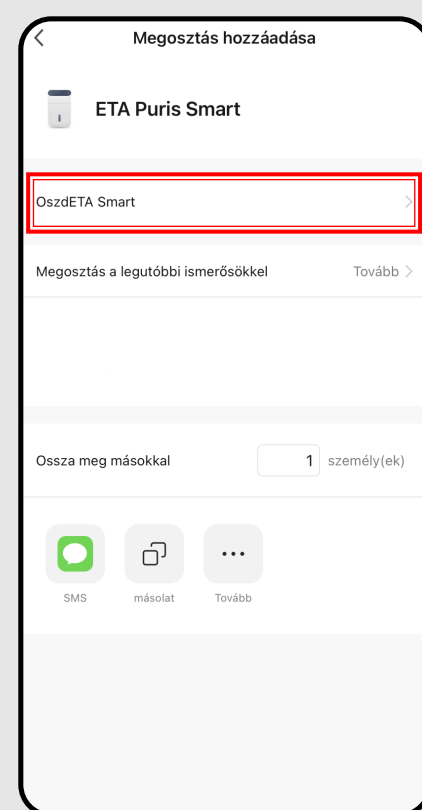 Megosztás hozzáadása
ETA Puris Smart
OszdETA Smart
Megosztás a legutóbbi ismerősökkel Tovább
Ossza meg másokkal 1 személy(ek)
SMS másolat Tovább